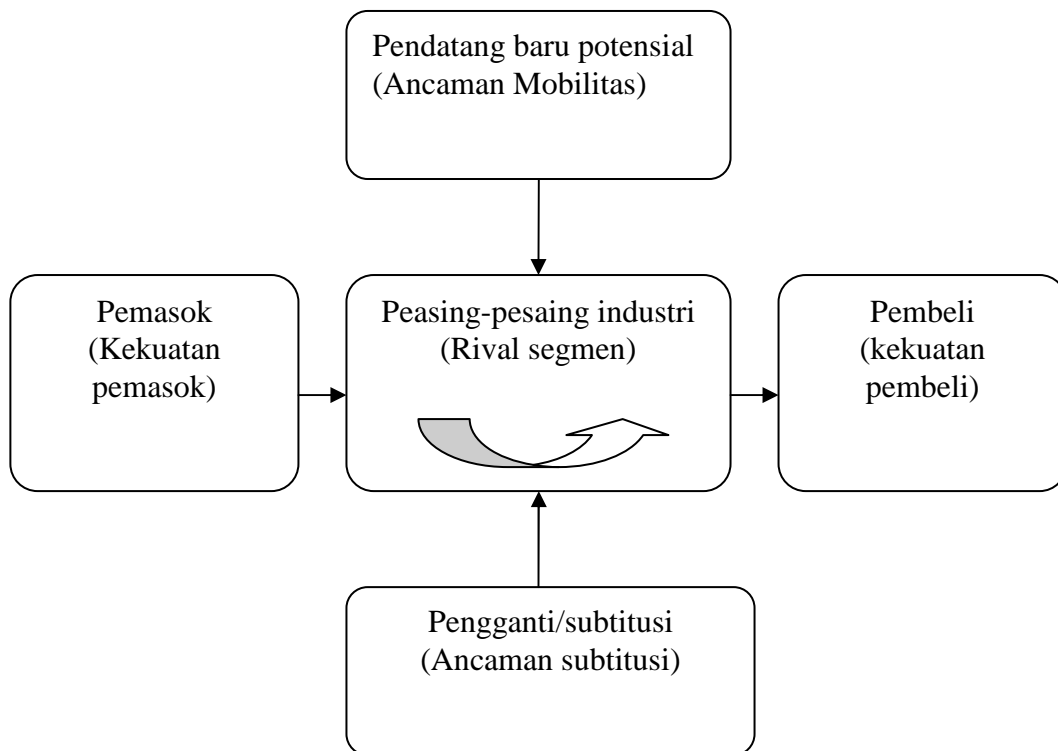 Pendatang baru potensial
(Ancaman Mobilitas)
Pemasok
(Kekuatan
pemasok)
Peasing-pesaing industri
(Rival segmen)
Pembeli
(kekuatan
pembeli)
Pengganti/subtitusi
(Ancaman subtitusi)